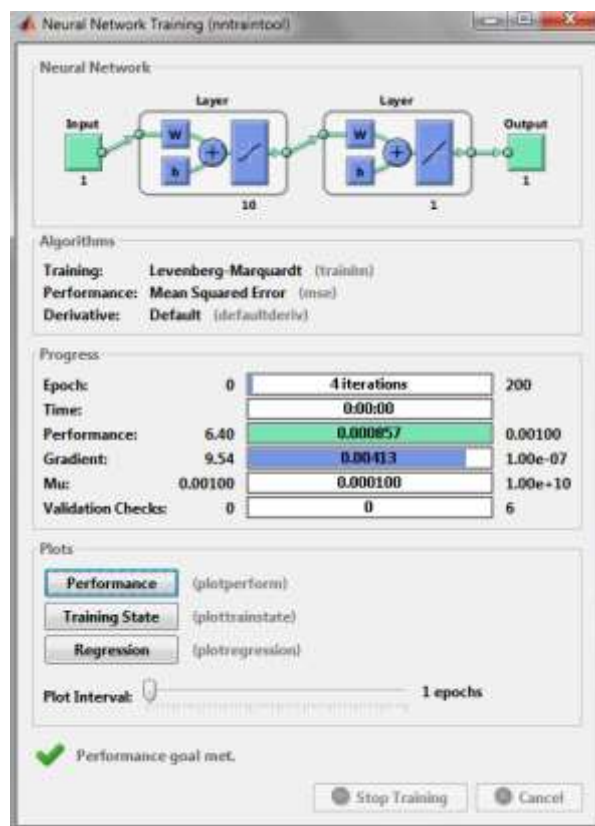 Neural Network Training (nntraintool)
Neural Network
Layer Layer
Input Output
W W
b b
1 10 1 1
Algorithms
Training: Levenberg-Marquardt (trainlm)
Performance: Mean Squared Error (mse)
Derivative: Default (defaultderiv)
Progress
Epoch: 0 4 iterations 200
Time: 0:00:00
Performance: 6.40 0.000857 0.00100
Gradient: 9.54 0.00413 1.00e-07
Mu: 0.00100 0.000100 1.00e+10
Validation Checks: 0 0 6
Plots
Performance (plotperform)
Training State (plottrainstate)
Regression (plotregression)
Plot Interval: 1 epochs
Performance goal met.
Stop Training Cancel